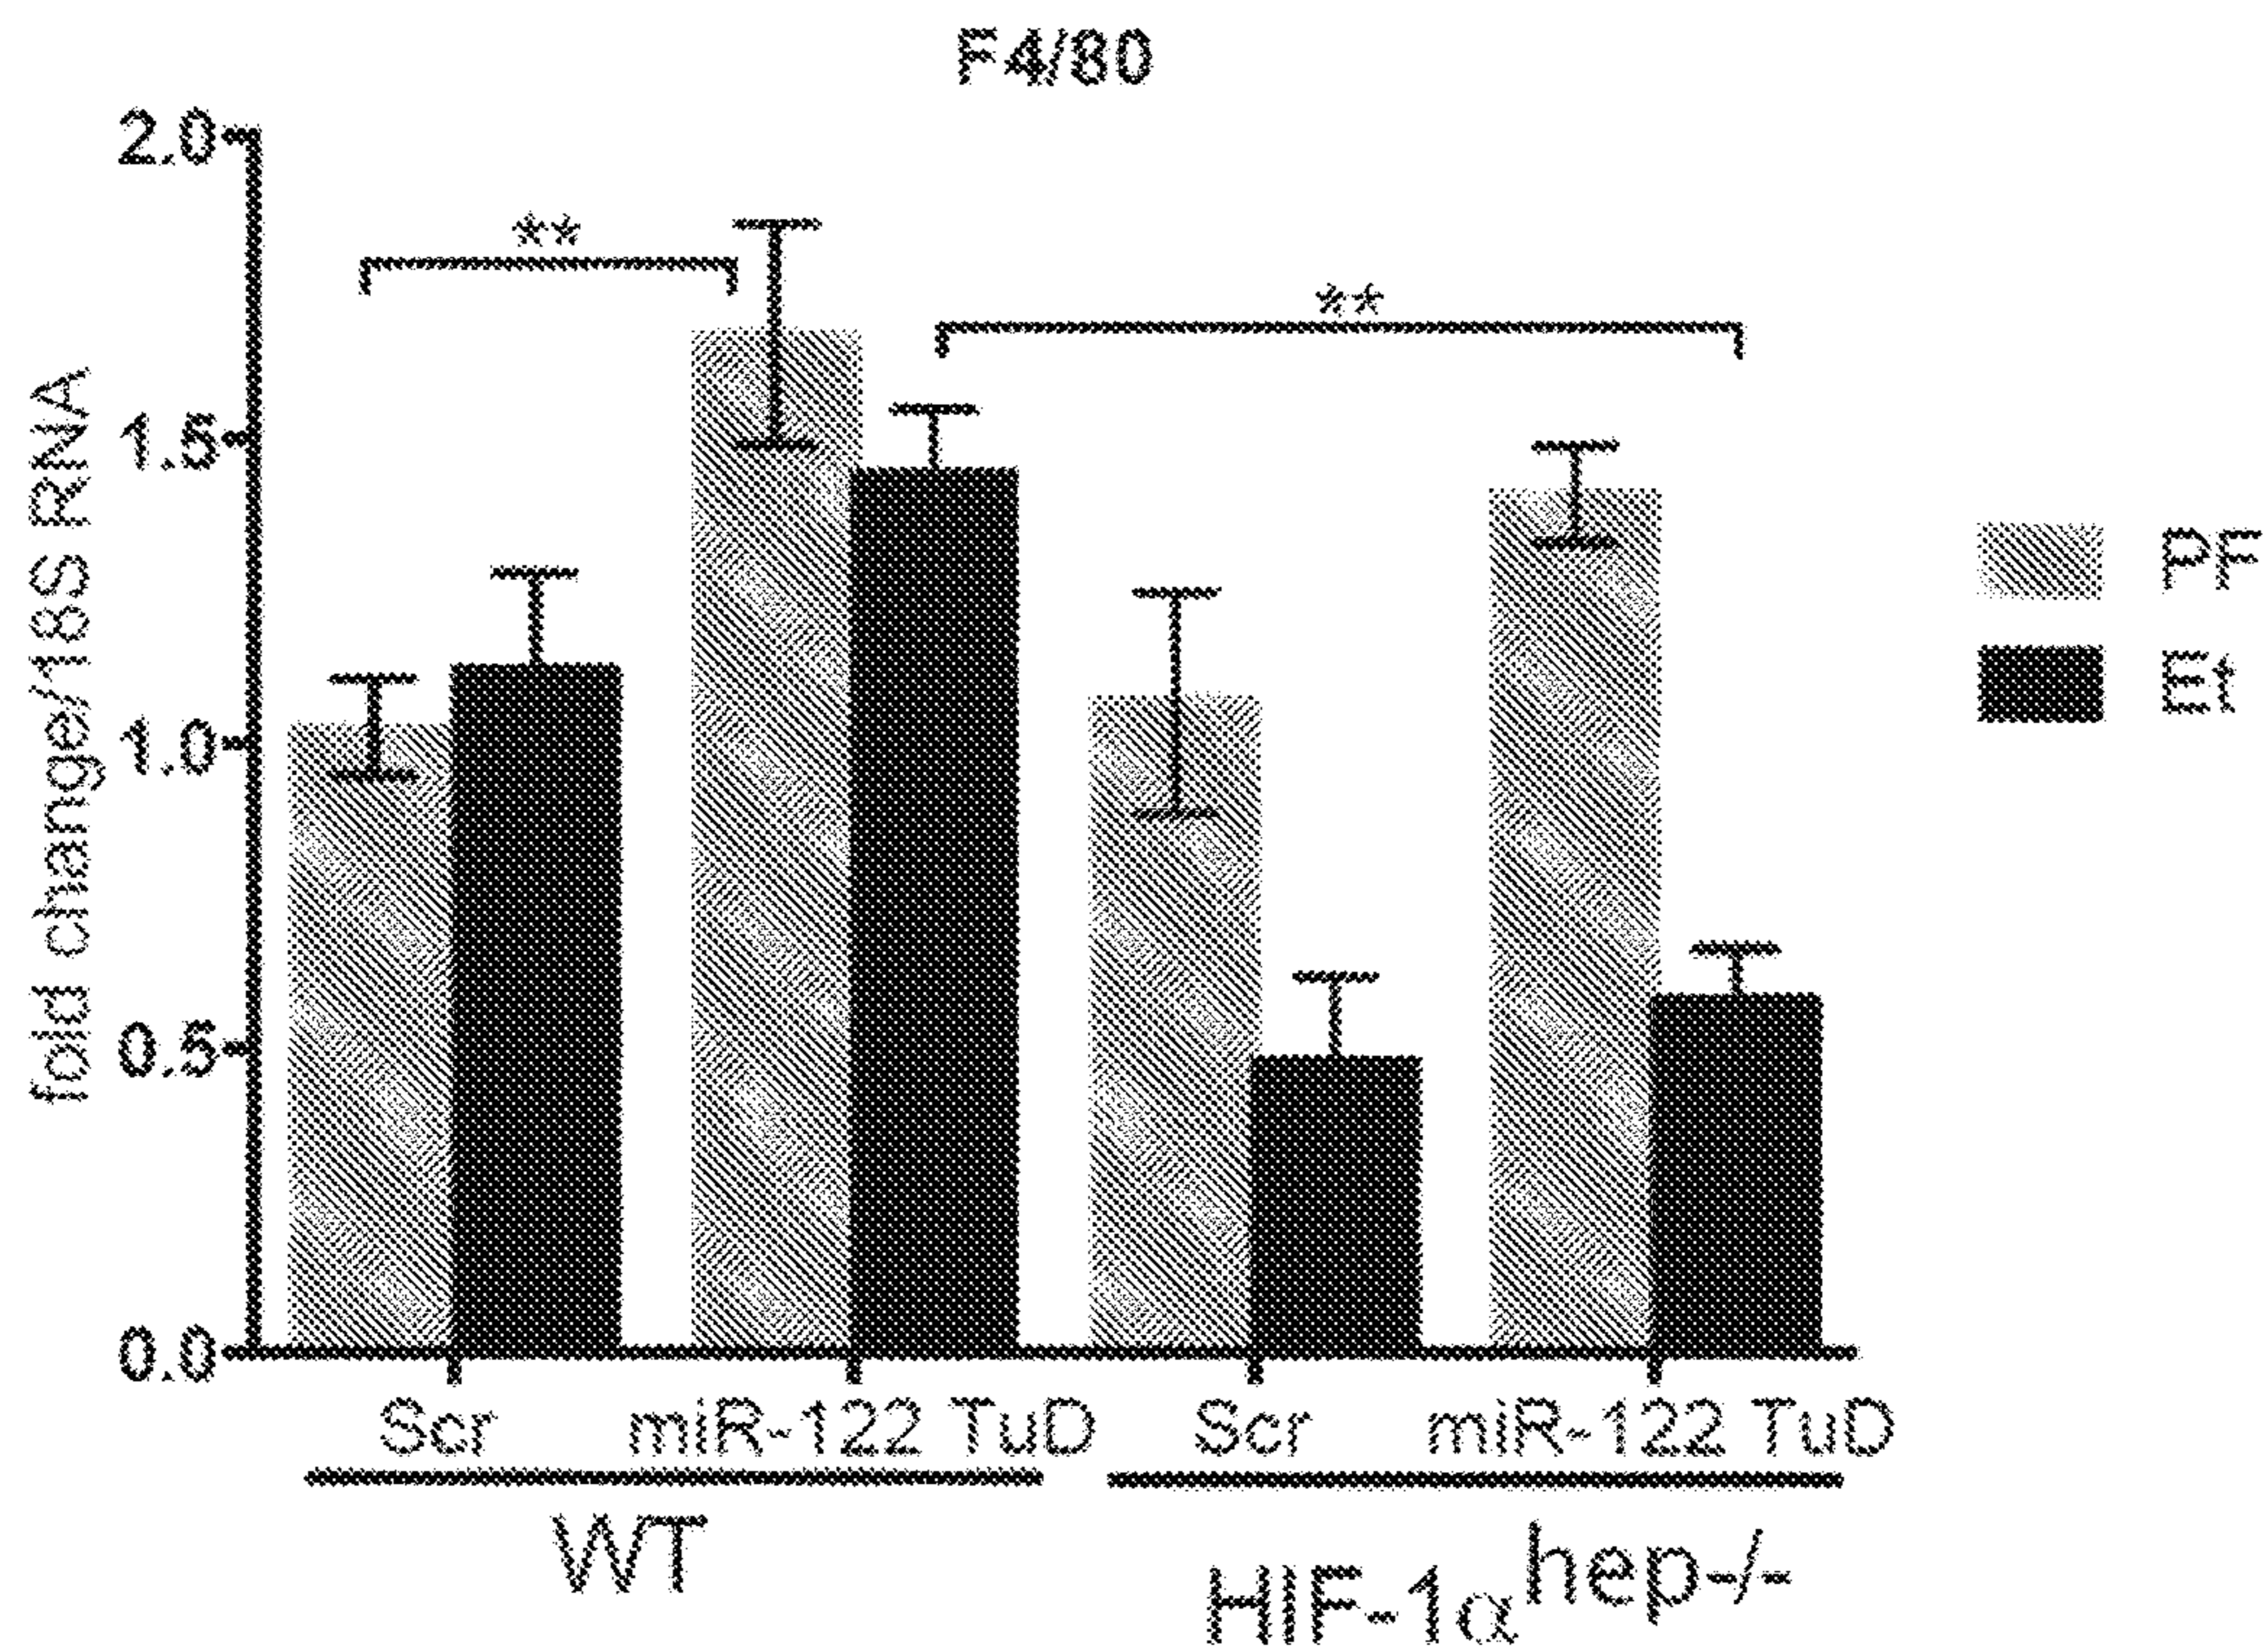 F4/80
fold change/18S RNA
2.0
1.5
1.0
0.5
0.0
**
**
PF
Et
Scr miR-122 TuD Scr miR-122 TuD
WT HIF-1α hep-/-